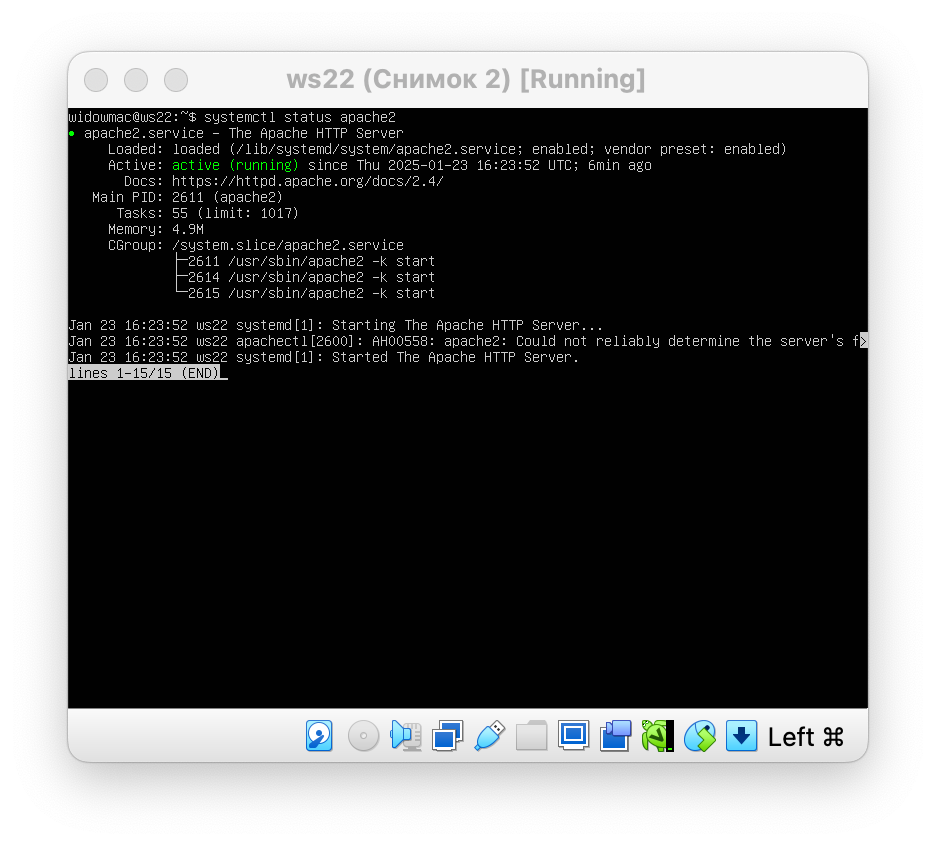 ws22 (Снимок 2) [Running]
widowmac@ws22:~$ systemctl status apache2
● apache2.service - The Apache HTTP Server
     Loaded: loaded (/lib/systemd/system/apache2.service; enabled; vendor preset: enabled)
     Active: active (running) since Thu 2025-01-23 16:23:52 UTC; 6min ago
       Docs: https://httpd.apache.org/docs/2.4/
   Main PID: 2611 (apache2)
      Tasks: 55 (limit: 1017)
     Memory: 4.9M
     CGroup: /system.slice/apache2.service
             ├─2611 /usr/sbin/apache2 -k start
             ├─2614 /usr/sbin/apache2 -k start
             └─2615 /usr/sbin/apache2 -k start
Jan 23 16:23:52 ws22 systemd[1]: Starting The Apache HTTP Server...
Jan 23 16:23:52 ws22 apachectl[2600]: AH00558: apache2: Could not reliably determine the server's f>
Jan 23 16:23:52 ws22 systemd[1]: Started The Apache HTTP Server.
lines 1-15/15 (END)
Left ⌘